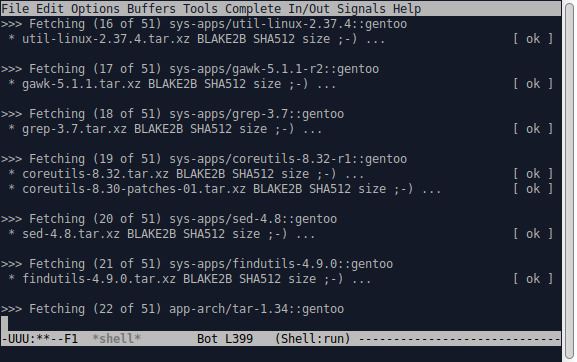 File Edit Options Buffers Tools Complete In/Out Signals Help
>>> Fetching (16 of 51) sys-apps/util-linux-2.37.4::gentoo
 * util-linux-2.37.4.tar.xz BLAKE2B SHA512 size ;-) ... [ ok ]
>>> Fetching (17 of 51) sys-apps/gawk-5.1.1-r2::gentoo
 * gawk-5.1.1.tar.xz BLAKE2B SHA512 size ;-) ... [ ok ]
>>> Fetching (18 of 51) sys-apps/grep-3.7::gentoo
 * grep-3.7.tar.xz BLAKE2B SHA512 size ;-) ... [ ok ]
>>> Fetching (19 of 51) sys-apps/coreutils-8.32-r1::gentoo
 * coreutils-8.32.tar.xz BLAKE2B SHA512 size ;-) ... [ ok ]
 * coreutils-8.30-patches-01.tar.xz BLAKE2B SHA512 size ;-) ... [ ok ]
>>> Fetching (20 of 51) sys-apps/sed-4.8::gentoo
 * sed-4.8.tar.xz BLAKE2B SHA512 size ;-) ... [ ok ]
>>> Fetching (21 of 51) sys-apps/findutils-4.9.0::gentoo
 * findutils-4.9.0.tar.xz BLAKE2B SHA512 size ;-) ... [ ok ]
>>> Fetching (22 of 51) app-arch/tar-1.34::gentoo
-UUU:**--F1  *shell*        Bot L399   (Shell:run) ----------------------------